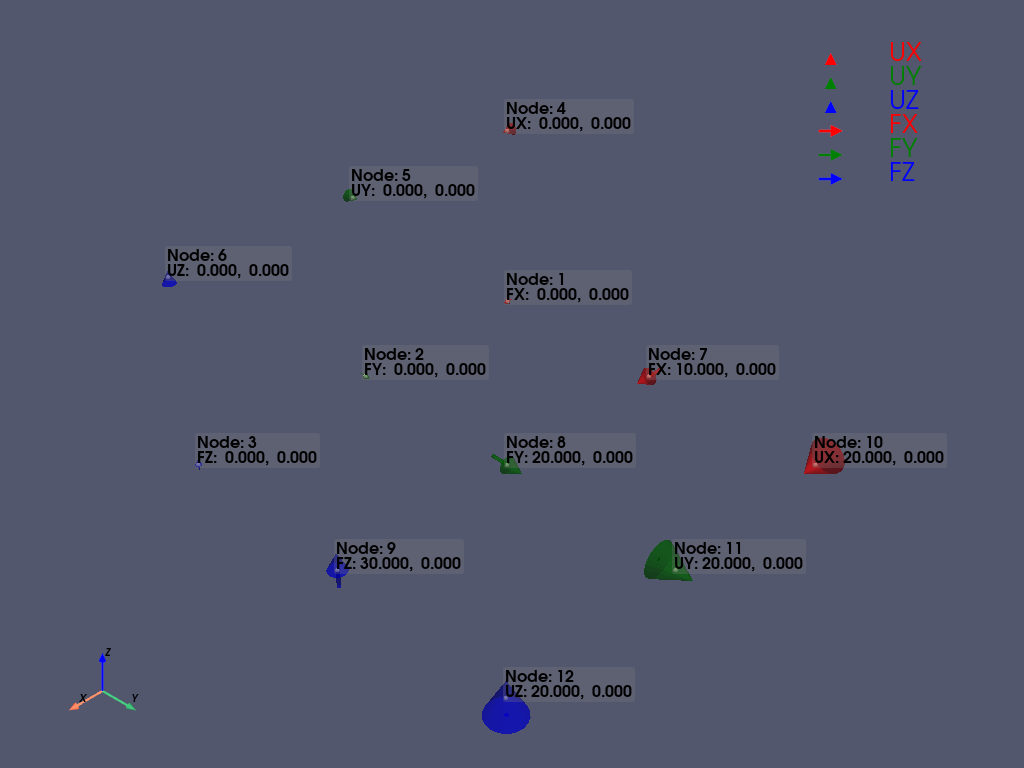 UX
UY
UZ
FX
FY
FZ
Node: 4
UX: 0.000, 0.000
Node: 5
UY: 0.000, 0.000
Node: 6
UZ: 0.000, 0.000
Node: 1
FX: 0.000, 0.000
Node: 2
FY: 0.000, 0.000
Node: 7
FX: 10.000, 0.000
Node: 3
FZ: 0.000, 0.000
Node: 8
FY: 20.000, 0.000
Node: 10
UX: 20.000, 0.000
Node: 9
FZ: 30.000, 0.000
Node: 11
UY: 20.000, 0.000
Node: 12
UZ: 20.000, 0.000
Z
X
Y